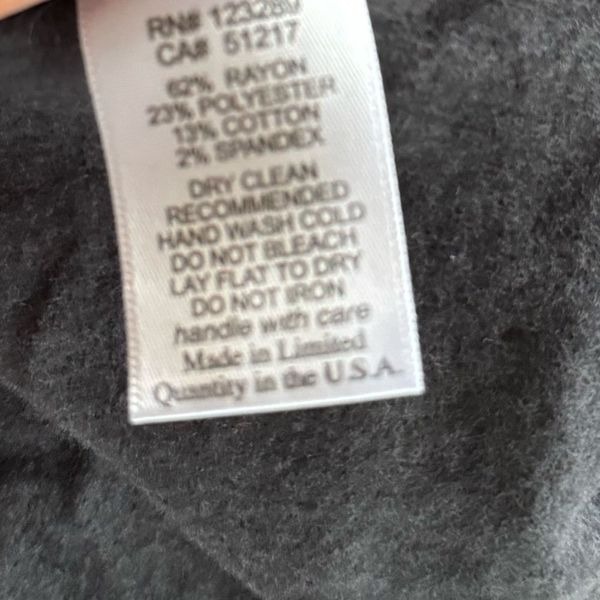 RN# 123280
CA# 51217
62% RAYON
23% POLYESTER
13% COTTON
2% SPANDEX
DRY CLEAN
RECOMMENDED
HAND WASH COLD
DO NOT BLEACH
LAY FLAT TO DRY
DO NOT IRON
handle with care
Made in Limited
Quantity in the U.S.A.